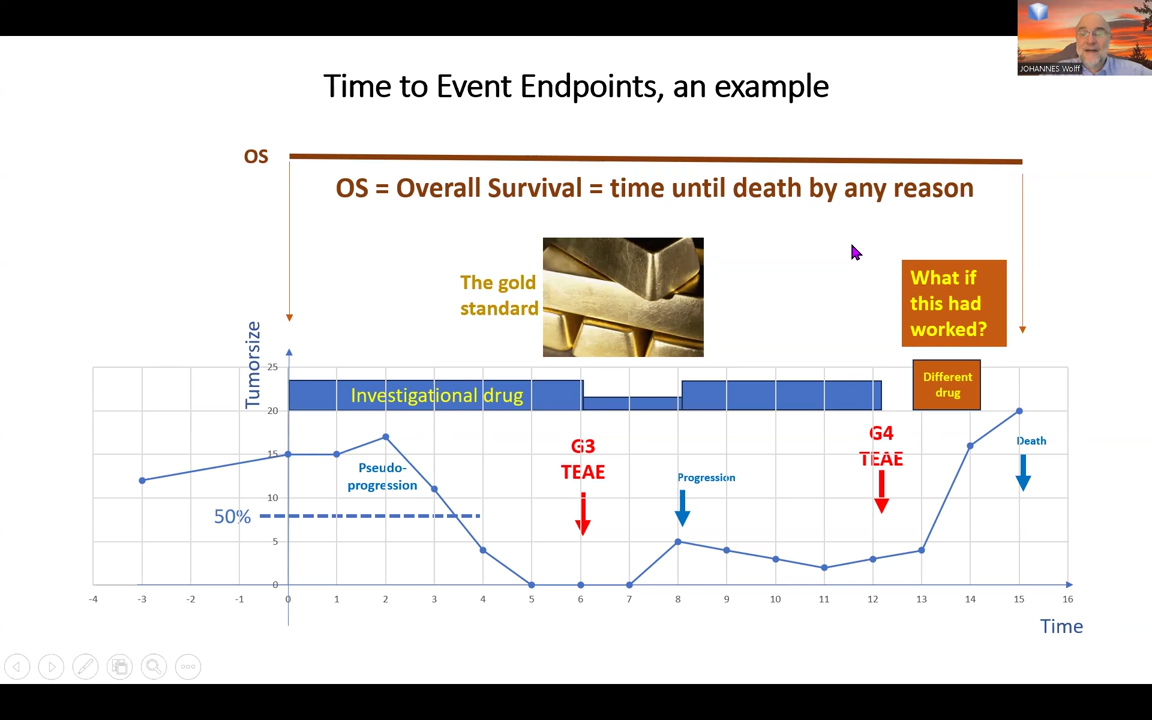 JOHANNES Wolff
Time to Event Endpoints, an example
OS
OS = Overall Survival = time until death by any reason
The gold
standard
What if
this had
worked?
Tumorsize
25
20
15
10
5
0
Investigational drug
Different
drug
G3
TEAE
G4
TEAE
Death
Pseudo-
progression
Progression
50%
-4 -3 -2 -1 0 1 2 3 4 5 6 7 8 9 10 11 12 13 14 15 16
Time